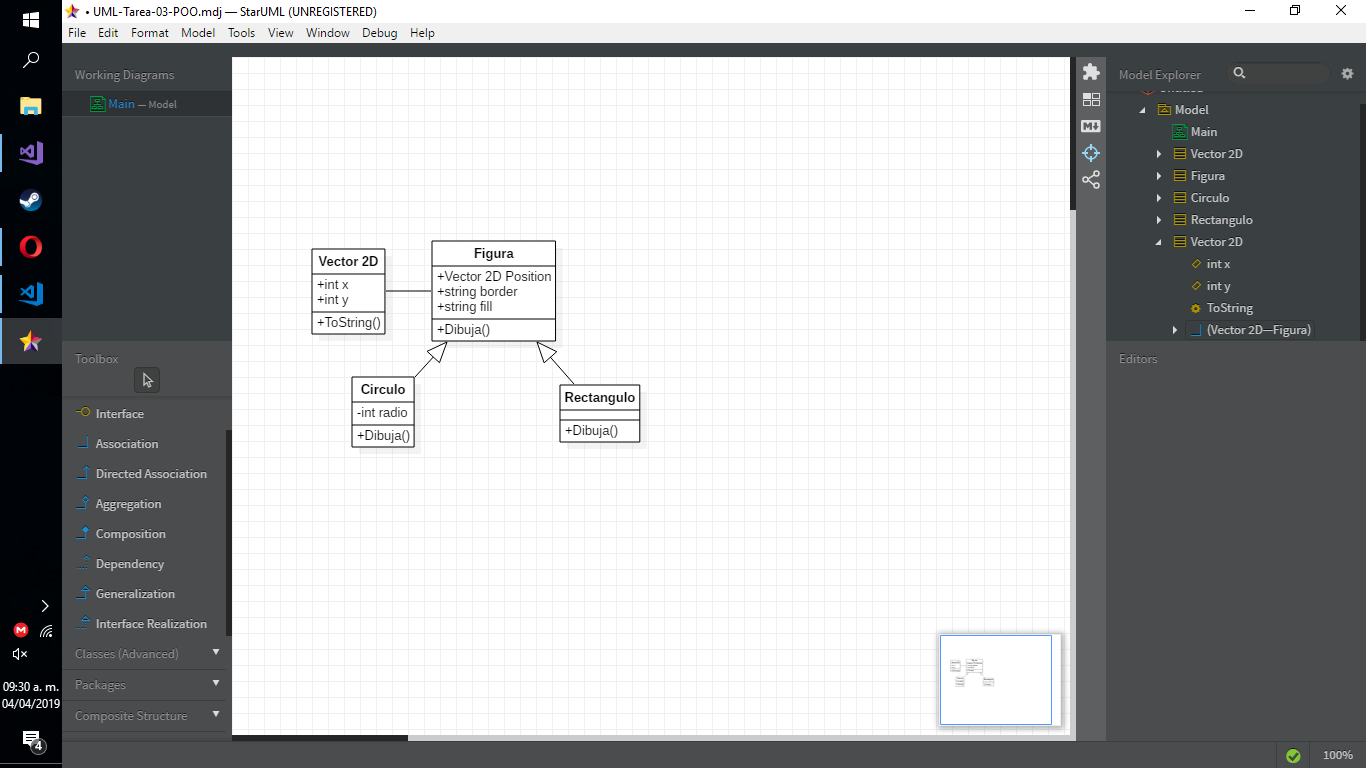 • UML-Tarea-03-POO.mdj — StarUML (UNREGISTERED)
File Edit Format Model Tools View Window Debug Help
Working Diagrams
Main — Model
Toolbox
Interface
Association
Directed Association
Aggregation
Composition
Dependency
Generalization
Interface Realization
Classes (Advanced)
Packages
Composite Structure
Vector 2D
+int x
+int y
+ToString()
Figura
+Vector 2D Position
+string border
+string fill
+Dibuja()
Circulo
-int radio
+Dibuja()
Rectangulo
+Dibuja()
Model Explorer
Model
Main
Vector 2D
Figura
Circulo
Rectangulo
Vector 2D
int x
int y
ToString
(Vector 2D—Figura)
Editors
M↓
M
09:30 a. m.
04/04/2019
4
100%